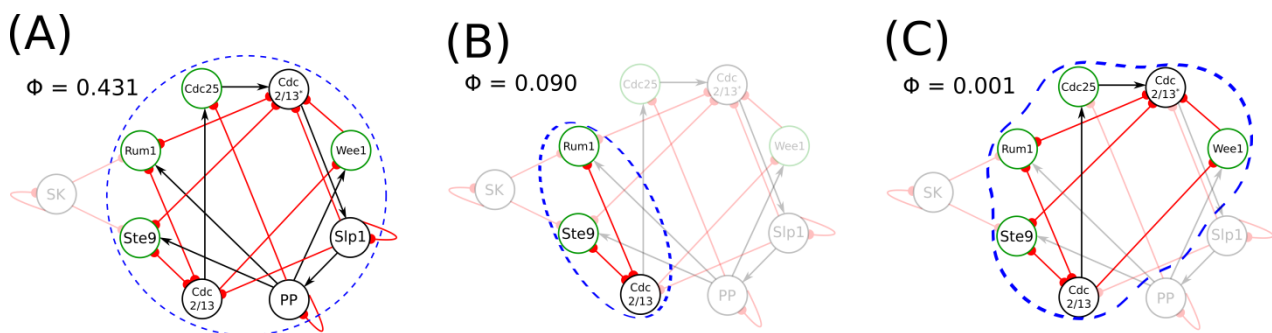 (A)
Φ = 0.431
SK
Rum1
Ste9
Cdc25
Cdc
2/13*
Wee1
Slp1
PP
Cdc
2/13
(B)
Φ = 0.090
SK
Rum1
Ste9
Cdc25
Cdc
2/13*
Wee1
Slp1
PP
Cdc
2/13
(C)
Φ = 0.001
SK
Rum1
Ste9
Cdc25
Cdc
2/13*
Wee1
Slp1
PP
Cdc
2/13